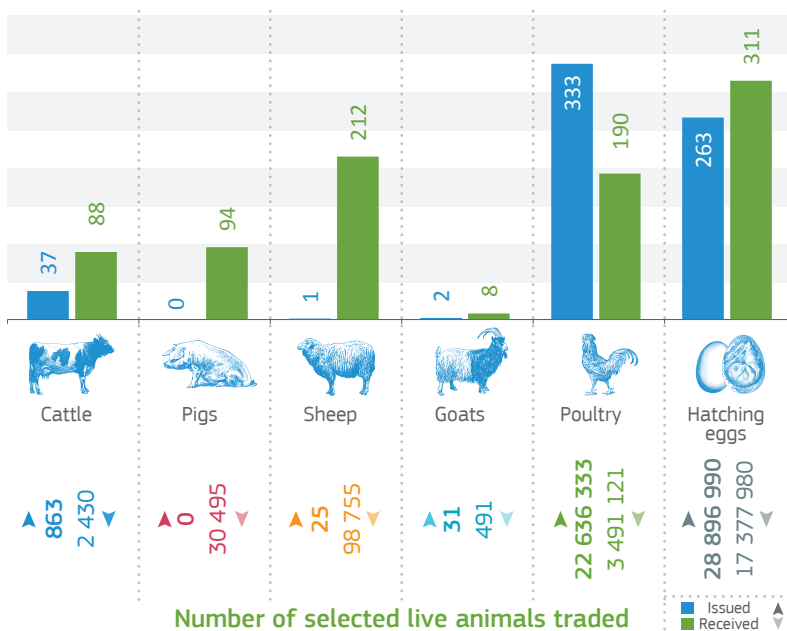 37
88
0
94
1
212
2
8
333
190
263
311
Cattle
Pigs
Sheep
Goats
Poultry
Hatching
eggs
863
2 430
0
30 495
25
98 755
31
491
22 636 333
3 491 121
28 896 990
17 377 980
Number of selected live animals traded
Issued
Received